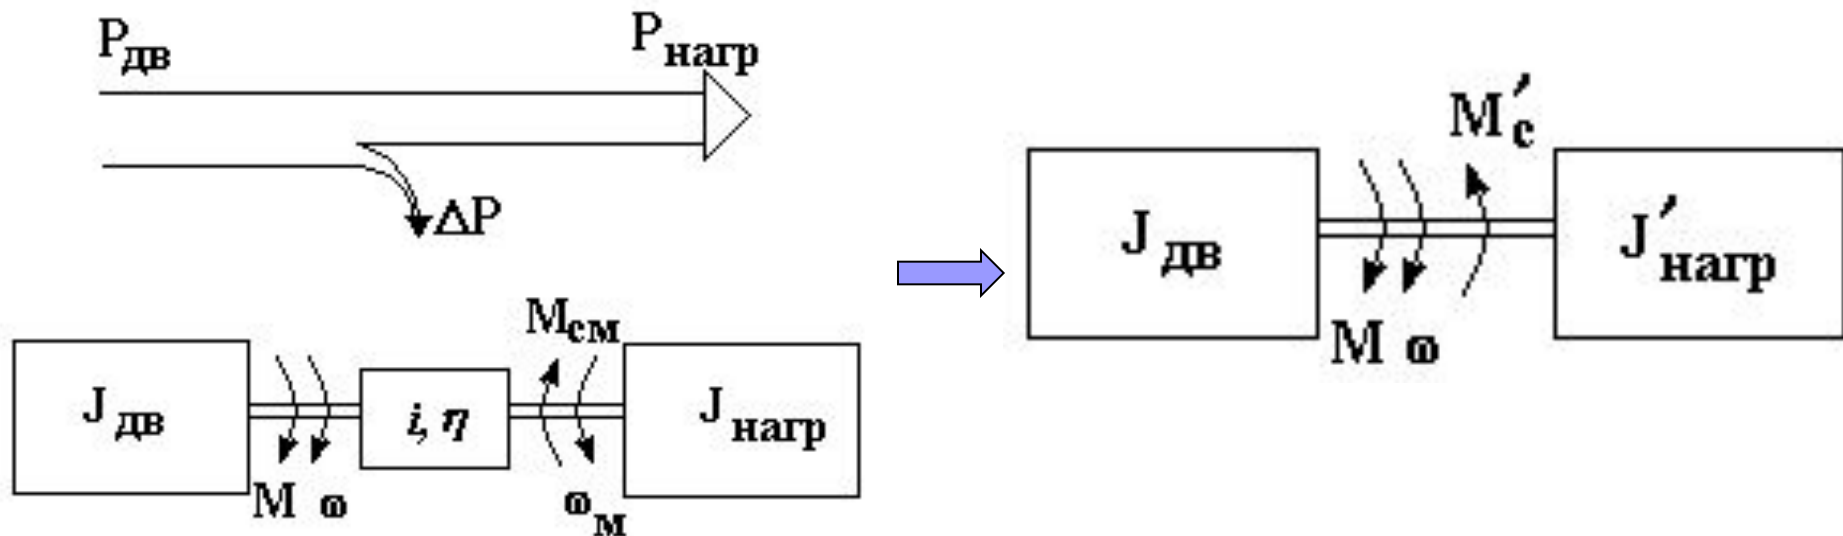 Pдв
Pнагр
ΔP
Mсм
Jдв
i, η
Jнагр
M ω
ωм
M′с
Jдв
J′нагр
M ω